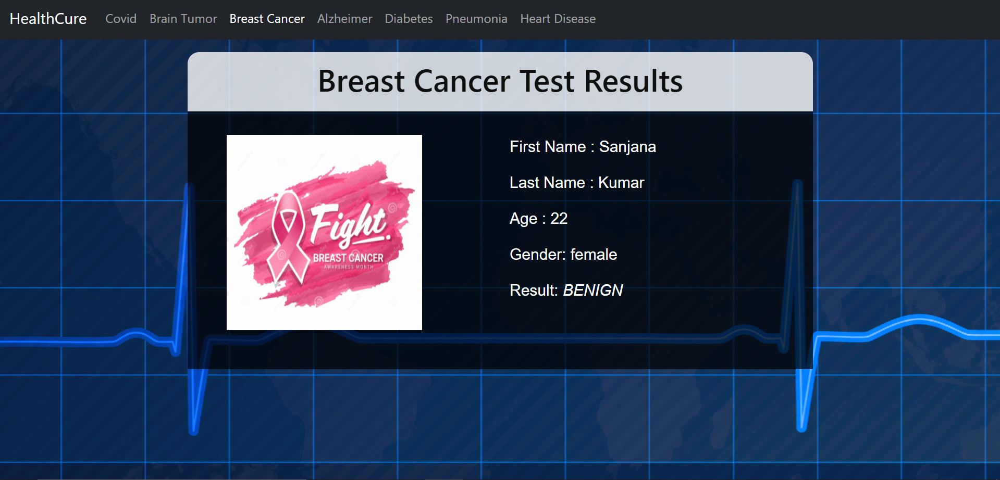 HealthCure Covid Brain Tumor Breast Cancer Alzheimer Diabetes Pneumonia Heart Disease
Breast Cancer Test Results
Fight
BREAST CANCER
AWARENESS MONTH
First Name : Sanjana
Last Name : Kumar
Age : 22
Gender: female
Result: BENIGN